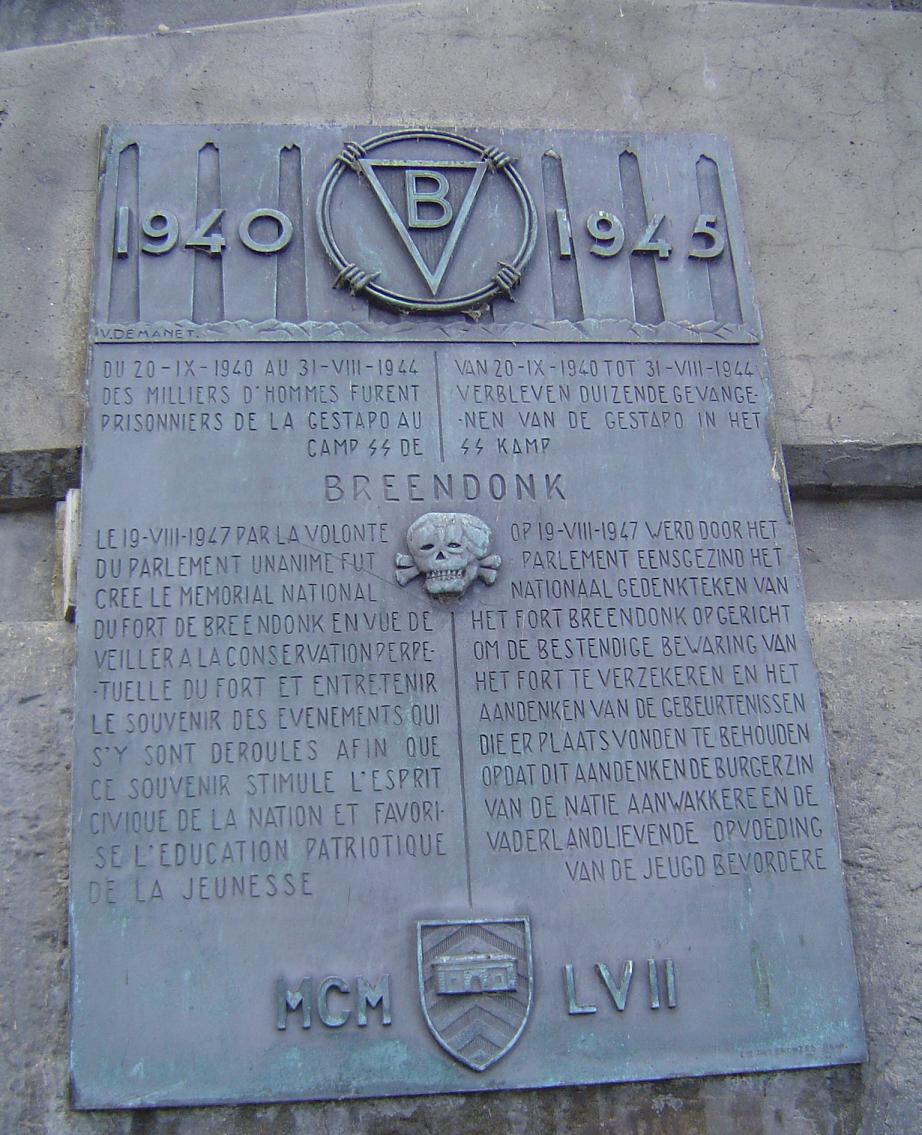 1940 B 1945
V. DEMANET.
DU 20-IX-1940 AU 31-VIII-1944
DES MILLIERS D'HOMMES FURENT
PRISONNIERS DE LA GESTAPO AU
CAMP SS DE
VAN 20-IX-1940 TOT 31-VIII-1944
VERBLEVEN DUIZENDE GEVANGE-
-NEN VAN DE GESTAPO IN HET
SS KAMP
BREENDONK
LE 19-VIII-1947 PAR LA VOLONTE
DU PARLEMENT UNANIME FUT
CREE LE MEMORIAL NATIONAL
DU FORT DE BREENDONK EN VUE DE
VEILLER A LA CONSERVATION PERPE-
-TUELLE DU FORT ET ENTRETENIR
LE SOUVENIR DES EVENEMENTS QUI
S'Y SONT DEROULES AFIN QUE
CE SOUVENIR STIMULE L'ESPRIT
CIVIQUE DE LA NATION ET FAVORI-
SE L'EDUCATION PATRIOTIQUE
DE LA JEUNESSE
OP 19-VIII-1947 WERD DOOR HET
PARLEMENT EENSGEZIND HET
NATIONAAL GEDENKTEKEN VAN
HET FORT BREENDONK OPGERICHT
OM DE BESTENDIGE BEWARING VAN
HET FORT TE VERZEKEREN EN HET
AANDENKEN VAN DE GEBEURTENISSEN
DIE ER PLAATS VONDEN TE BEHOUDEN
OPDAT DIT AANDENKEN DE BURGERZIN
VAN DE NATIE AANWAKKERE EN DE
VADERLANDLIEVENDE OPVOEDING
VAN DE JEUGD BEVORDERE
MCM LVII